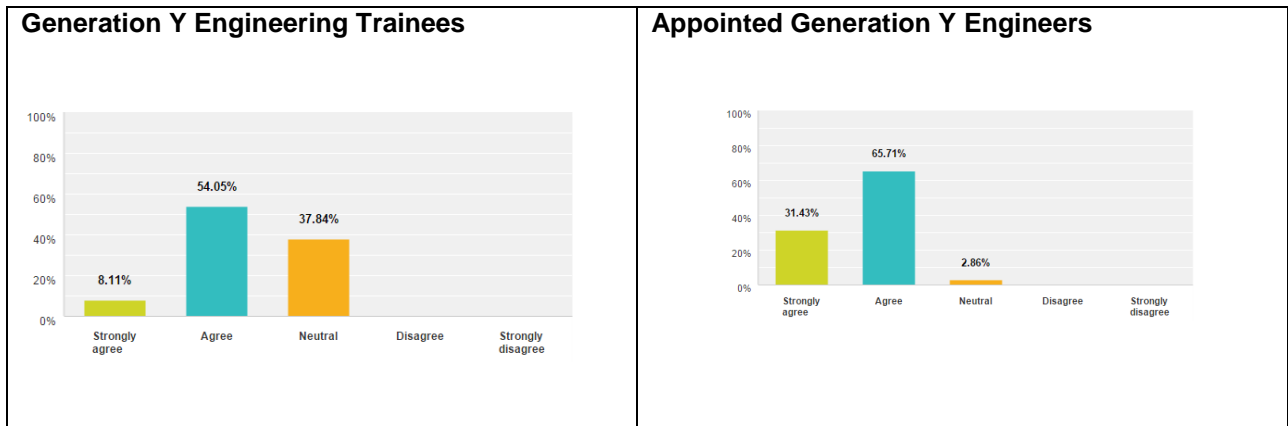 Generation Y Engineering Trainees
100%
80%
60%
40%
20%
0%
8.11%
54.05%
37.84%
Strongly
agree
Agree
Neutral
Disagree
Strongly
disagree
Appointed Generation Y Engineers
100%
80%
60%
40%
20%
0%
31.43%
65.71%
2.86%
Strongly
agree
Agree
Neutral
Disagree
Strongly
disagree